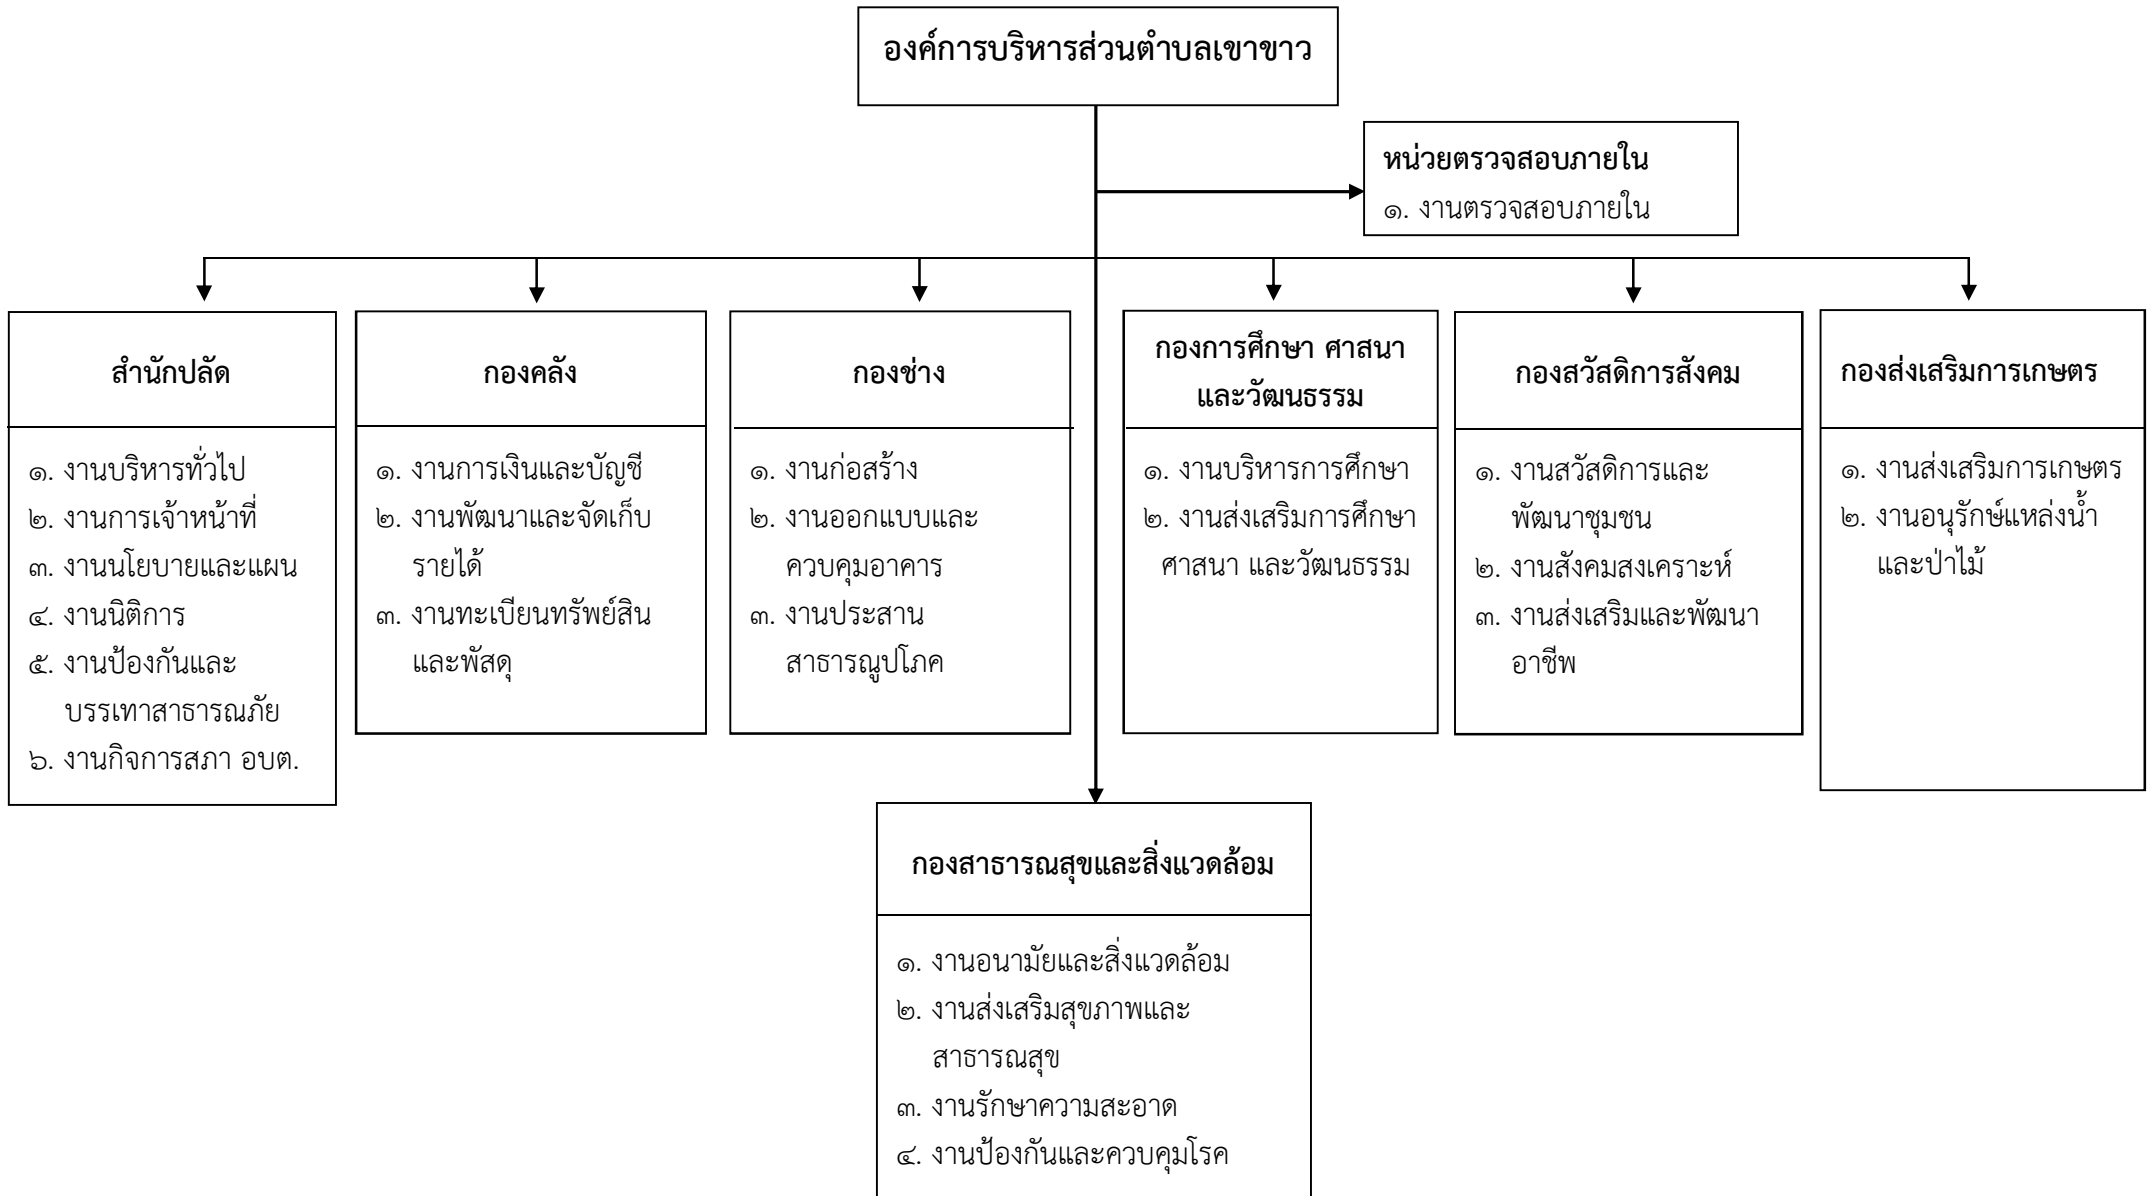 องค์การบริหารส่วนตำบลเขาขาว
หน่วยตรวจสอบภายใน
๑. งานตรวจสอบภายใน
สำนักปลัด
๑. งานบริหารทั่วไป
๒. งานการเจ้าหน้าที่
๓. งานนโยบายและแผน
๔. งานนิติการ
๕. งานป้องกันและ
บรรเทาสาธารณภัย
๖. งานกิจการสภา อบต.
กองคลัง
๑. งานการเงินและบัญชี
๒. งานพัฒนาและจัดเก็บ
รายได้
๓. งานทะเบียนทรัพย์สิน
และพัสดุ
กองช่าง
๑. งานก่อสร้าง
๒. งานออกแบบและ
ควบคุมอาคาร
๓. งานประสาน
สาธารณูปโภค
กองการศึกษา ศาสนา
และวัฒนธรรม
๑. งานบริหารการศึกษา
๒. งานส่งเสริมการศึกษา
ศาสนา และวัฒนธรรม
กองสวัสดิการสังคม
๑. งานสวัสดิการและ
พัฒนาชุมชน
๒. งานสังคมสงเคราะห์
๓. งานส่งเสริมและพัฒนา
อาชีพ
กองส่งเสริมการเกษตร
๑. งานส่งเสริมการเกษตร
๒. งานอนุรักษ์แหล่งน้ำ
และป่าไม้
กองสาธารณสุขและสิ่งแวดล้อม
๑. งานอนามัยและสิ่งแวดล้อม
๒. งานส่งเสริมสุขภาพและ
สาธารณสุข
๓. งานรักษาความสะอาด
๔. งานป้องกันและควบคุมโรค